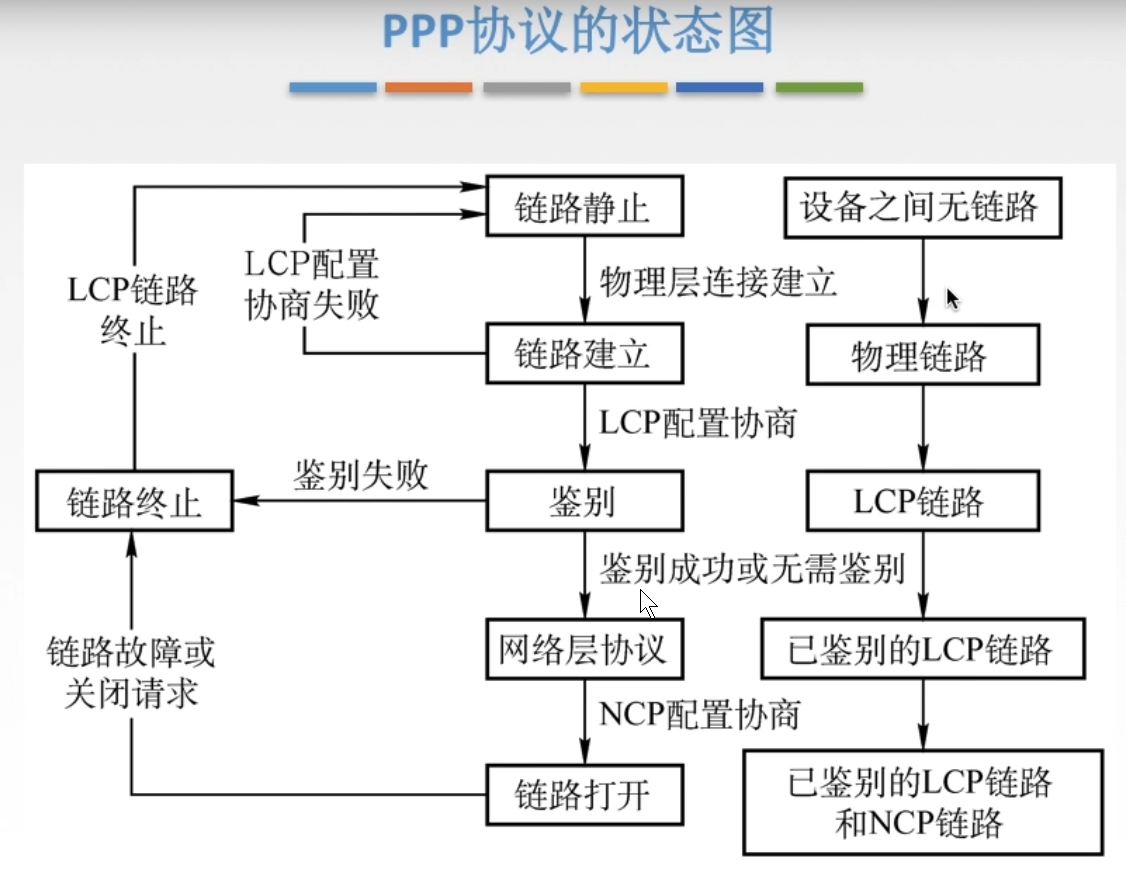 PPP协议的状态图
链路静止
设备之间无链路
LCP配置
协商失败
LCP链路
终止
物理层连接建立
链路建立
物理链路
LCP配置协商
鉴别失败
链路终止
鉴别
LCP链路
鉴别成功或无需鉴别
链路故障或
关闭请求
网络层协议
已鉴别的LCP链路
NCP配置协商
链路打开
已鉴别的LCP链路
和NCP链路